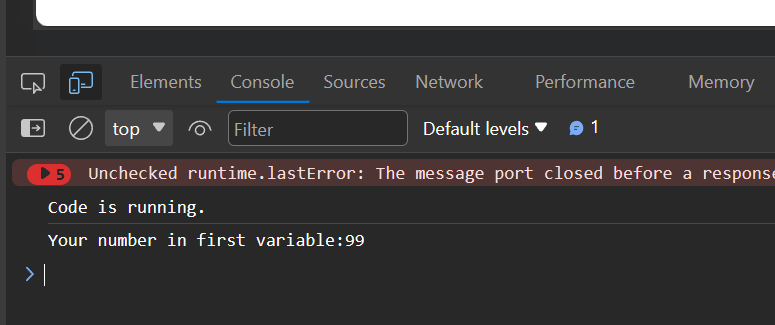 Elements Console Sources Network Performance Memory
top Filter Default levels 1
5 Unchecked runtime.lastError: The message port closed before a response
Code is running.
Your number in first variable:99